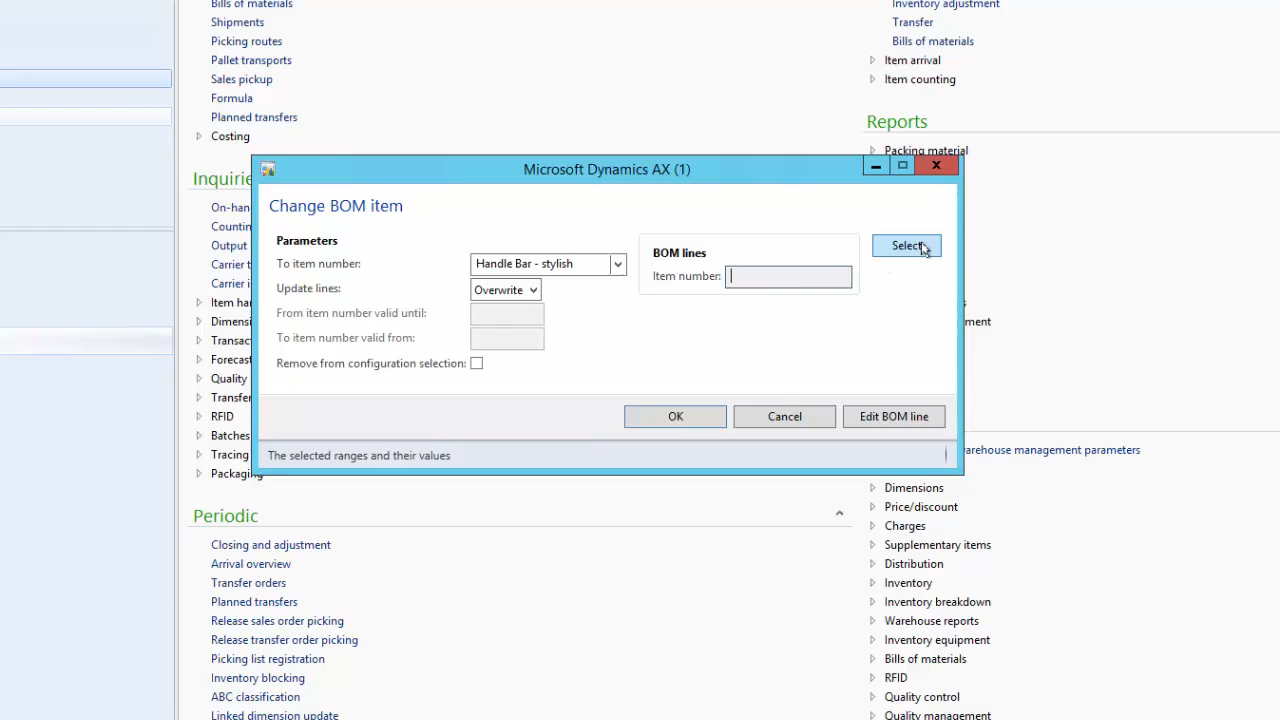 Bills of materials
Shipments
Picking routes
Pallet transports
Sales pickup
Formula
Planned transfers
Costing
Inventory adjustment
Transfer
Bills of materials
Item arrival
Item counting
Reports
Packing material
Microsoft Dynamics AX (1)
Change BOM item
Parameters
To item number: Handle Bar - stylish
Update lines: Overwrite
From item number valid until:
To item number valid from:
Remove from configuration selection:
BOM lines
Item number:
Select
OK Cancel Edit BOM line
The selected ranges and their values
Inquirie
On-han
Countin
Output
Carrier t
Carrier i
Item han
Dimensi
Transac
Forecast
Quality
Transfer
RFID
Batches
Tracing
Packaging
Periodic
Closing and adjustment
Arrival overview
Transfer orders
Planned transfers
Release sales order picking
Release transfer order picking
Picking list registration
Inventory blocking
ABC classification
Linked dimension update
arehouse management parameters
Dimensions
Price/discount
Charges
Supplementary items
Distribution
Inventory
Inventory breakdown
Warehouse reports
Inventory equipment
Bills of materials
RFID
Quality control
Quality management